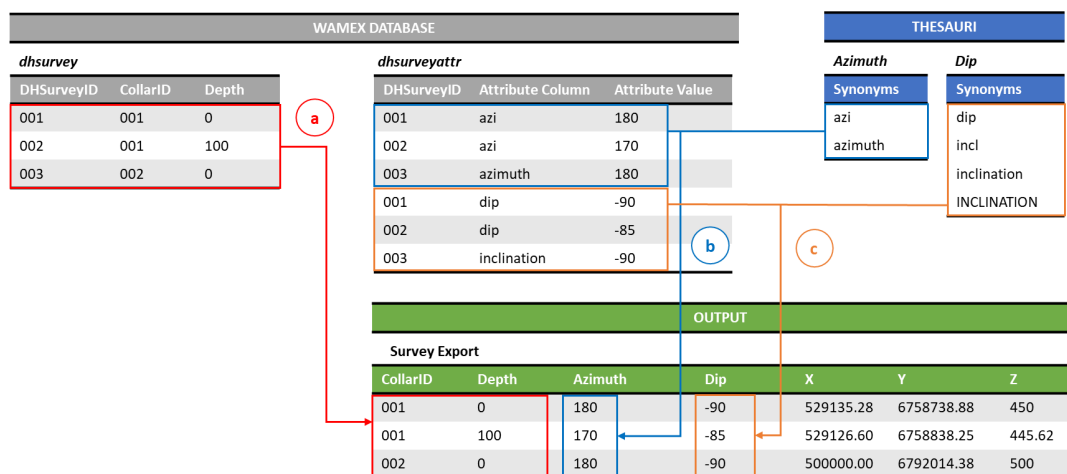 WAMEX DATABASE
THESAURI
dhsurvey
dhsurveyattr
Azimuth
Dip
DHSurveyID CollarID Depth
DHSurveyID Attribute Column Attribute Value
Synonyms
Synonyms
001 001 0
001 azi 180
azi
dip
a
002 001 100
002 azi 170
azimuth
incl
003 002 0
003 azimuth 180
inclination
001 dip -90
INCLINATION
002 dip -85
b
c
003 inclination -90
OUTPUT
Survey Export
CollarID Depth Azimuth Dip X Y Z
001 0 180 -90 529135.28 6758738.88 450
001 100 170 -85 529126.60 6758838.25 445.62
002 0 180 -90 500000.00 6792014.38 500